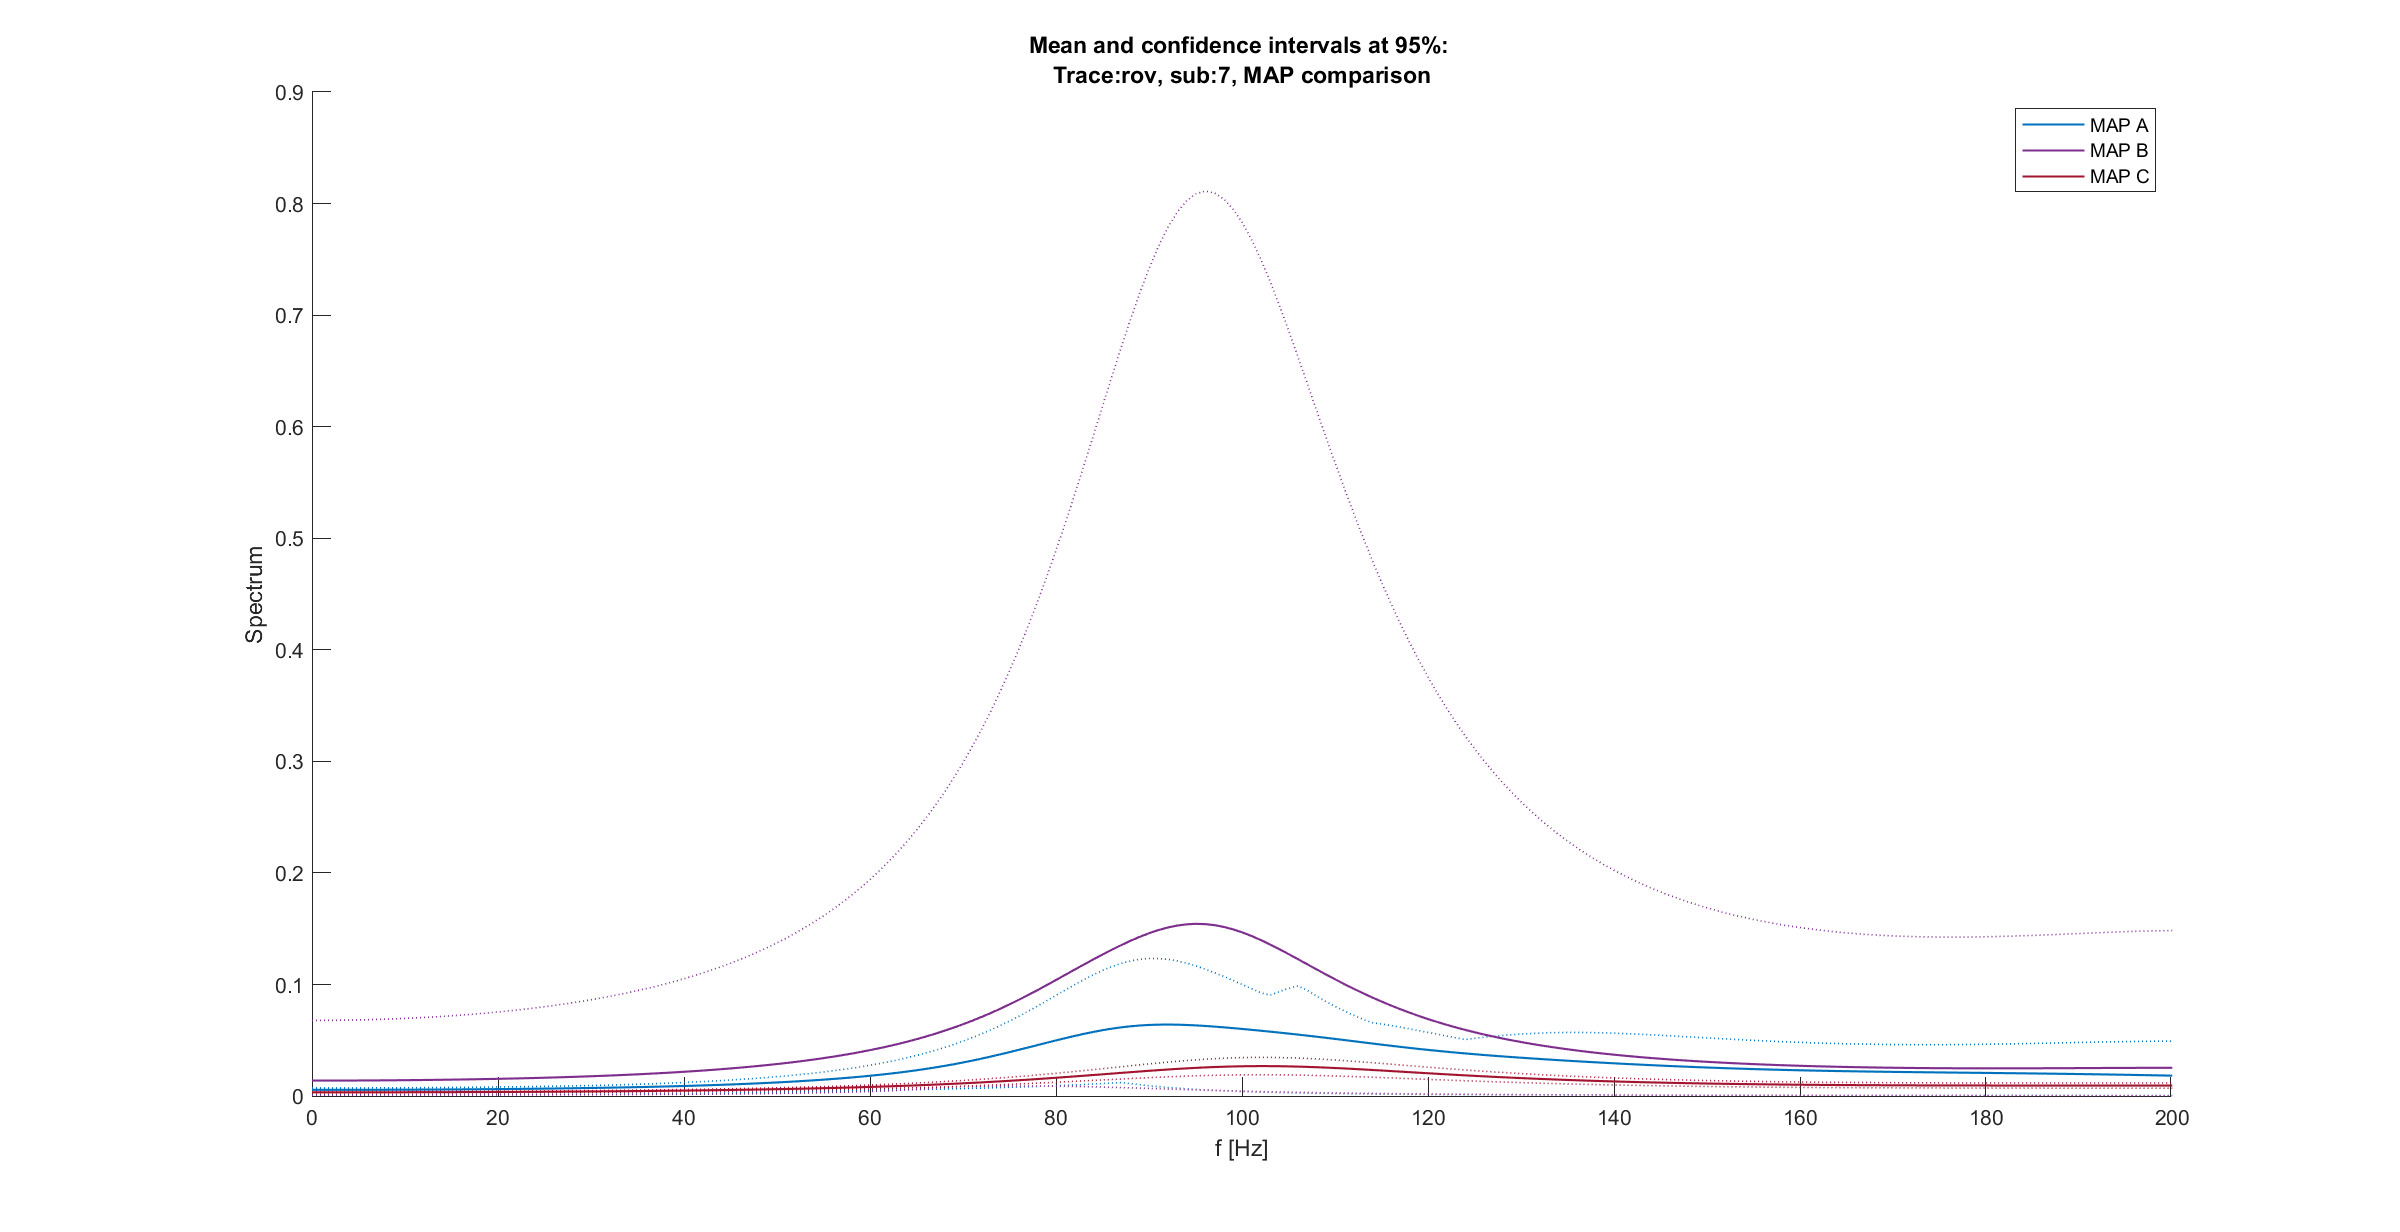 Mean and confidence intervals at 95%:
Trace:rov, sub:7, MAP comparison
0.9
0.8
0.7
0.6
0.5
0.4
0.3
0.2
0.1
0
Spectrum
MAP A
MAP B
MAP C
0 20 40 60 80 100 120 140 160 180 200
f [Hz]